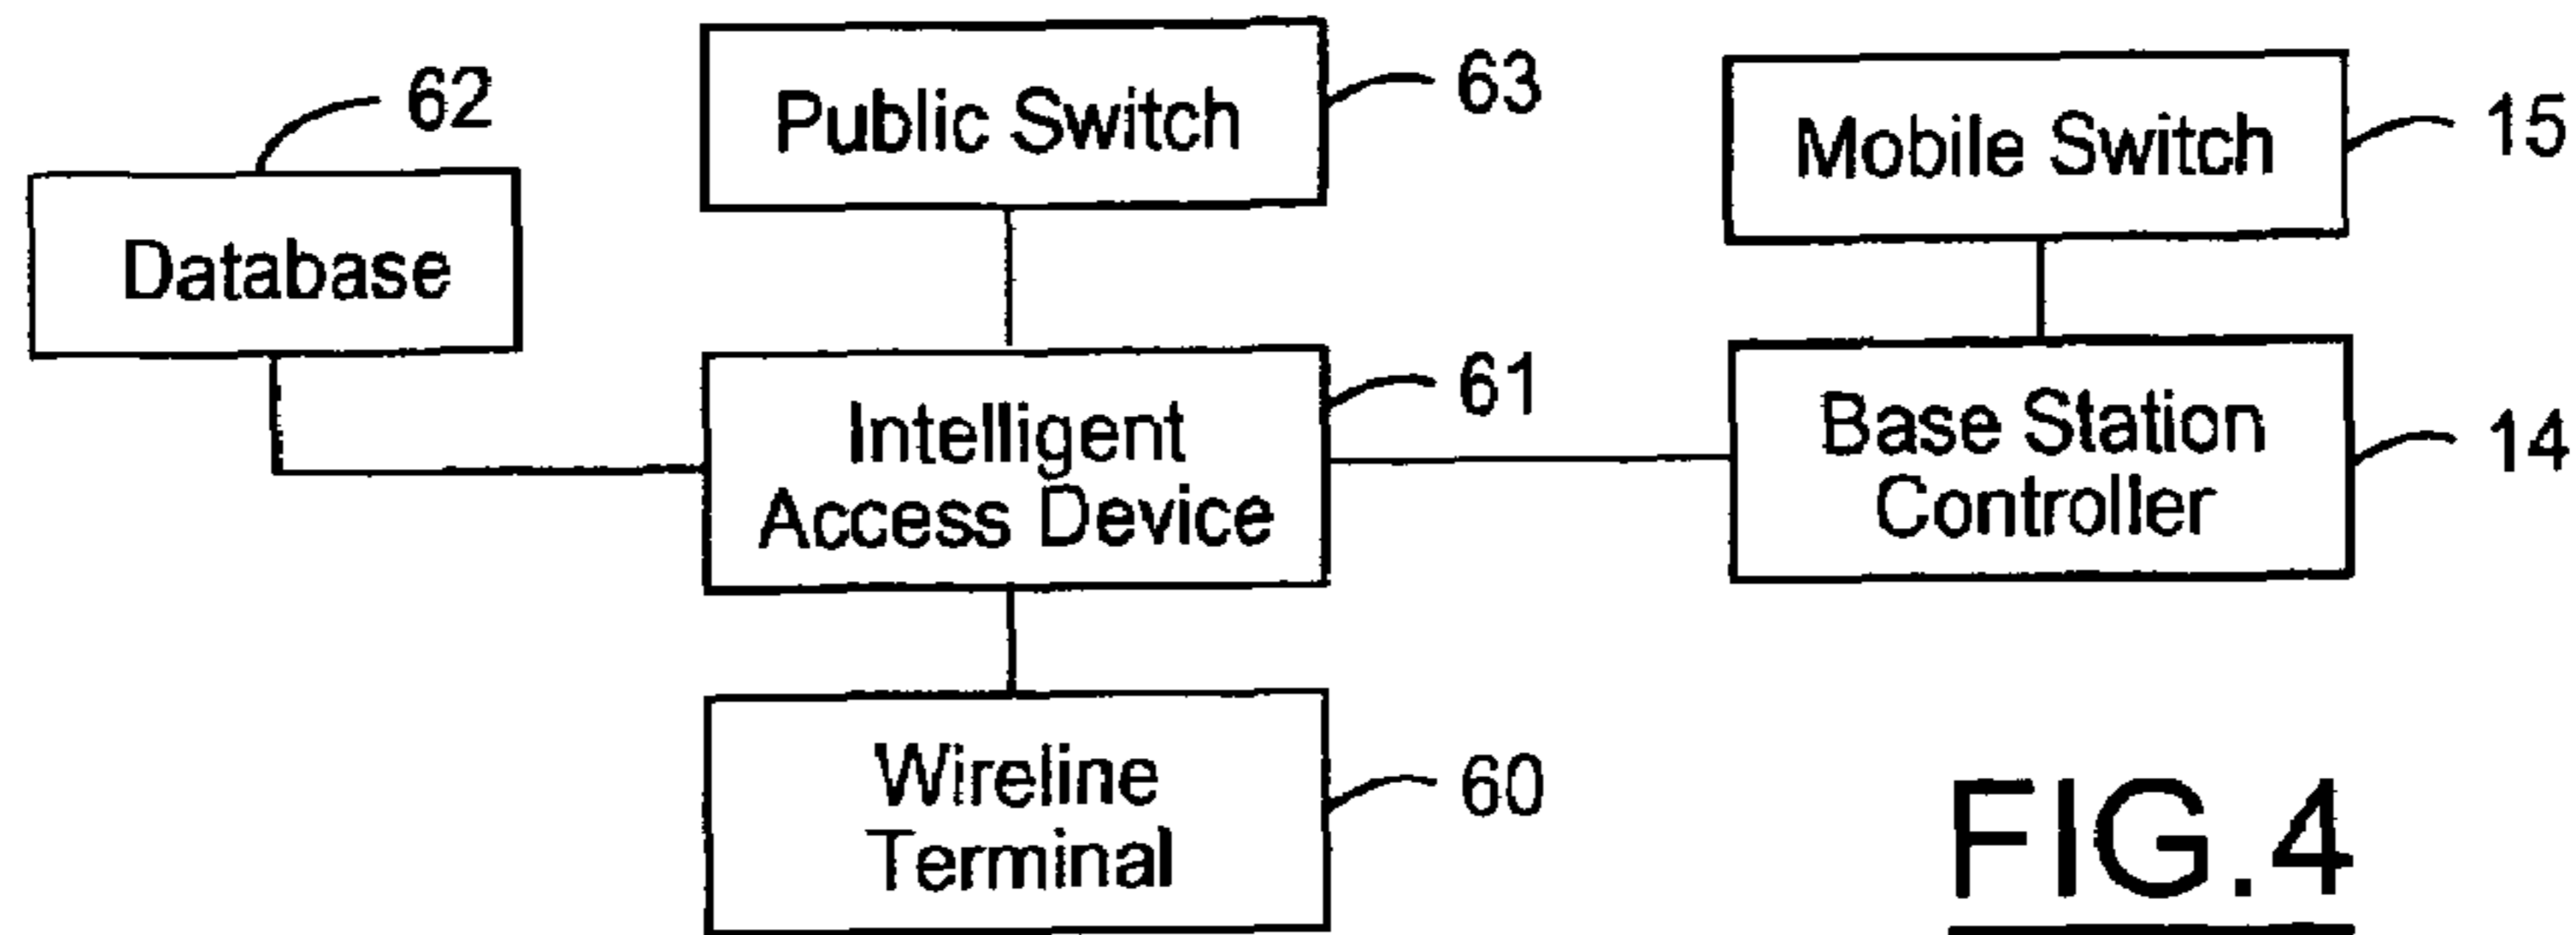 62
Database
Public Switch
63
Mobile Switch
15
Intelligent
Access Device
61
Base Station
Controller
14
Wireline
Terminal
60
FIG.4